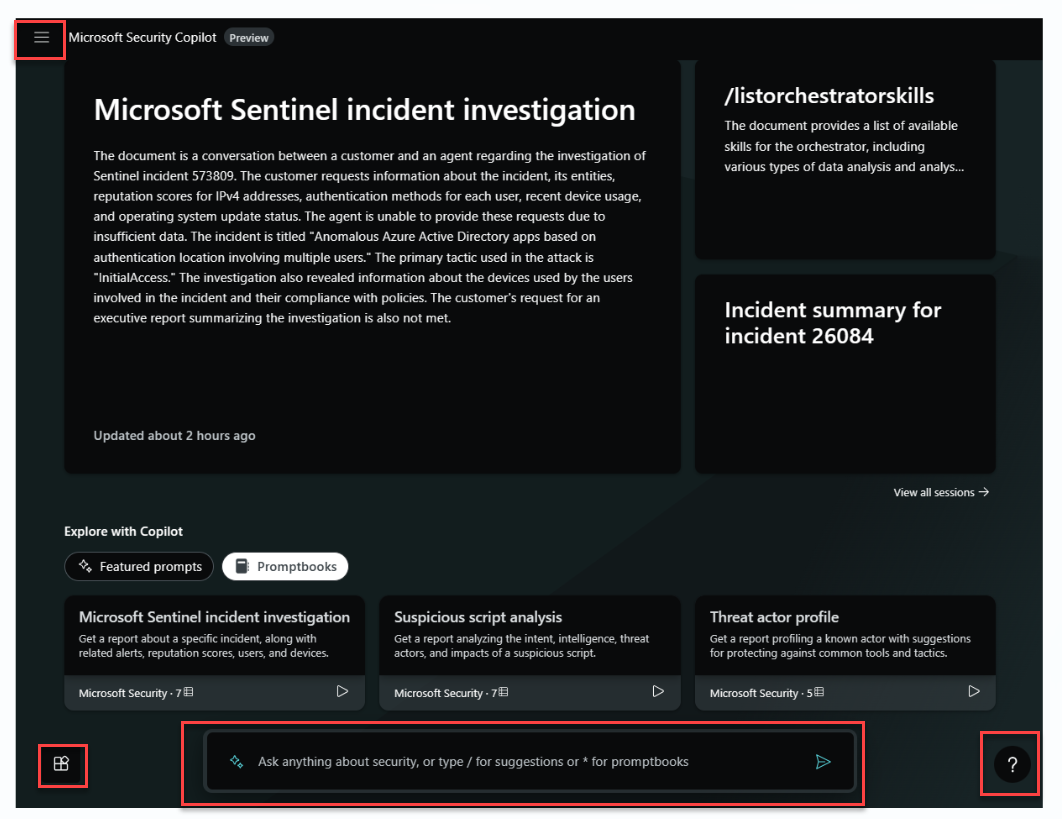 Microsoft Security Copilot Preview
Microsoft Sentinel incident investigation
The document is a conversation between a customer and an agent regarding the investigation of
Sentinel incident 573809. The customer requests information about the incident, its entities,
reputation scores for IPv4 addresses, authentication methods for each user, recent device usage,
and operating system update status. The agent is unable to provide these requests due to
insufficient data. The incident is titled "Anomalous Azure Active Directory apps based on
authentication location involving multiple users." The primary tactic used in the attack is
"InitialAccess." The investigation also revealed information about the devices used by the users
involved in the incident and their compliance with policies. The customer's request for an
executive report summarizing the investigation is also not met.
Updated about 2 hours ago
/listorchestratorskills
The document provides a list of available
skills for the orchestrator, including
various types of data analysis and analys...
Incident summary for
incident 26084
View all sessions →
Explore with Copilot
Featured prompts
Promptbooks
Microsoft Sentinel incident investigation
Get a report about a specific incident, along with
related alerts, reputation scores, users, and devices.
Microsoft Security · 7
Suspicious script analysis
Get a report analyzing the intent, intelligence, threat
actors, and impacts of a suspicious script.
Microsoft Security · 7
Threat actor profile
Get a report profiling a known actor with suggestions
for protecting against common tools and tactics.
Microsoft Security · 5
Ask anything about security, or type / for suggestions or * for promptbooks
?